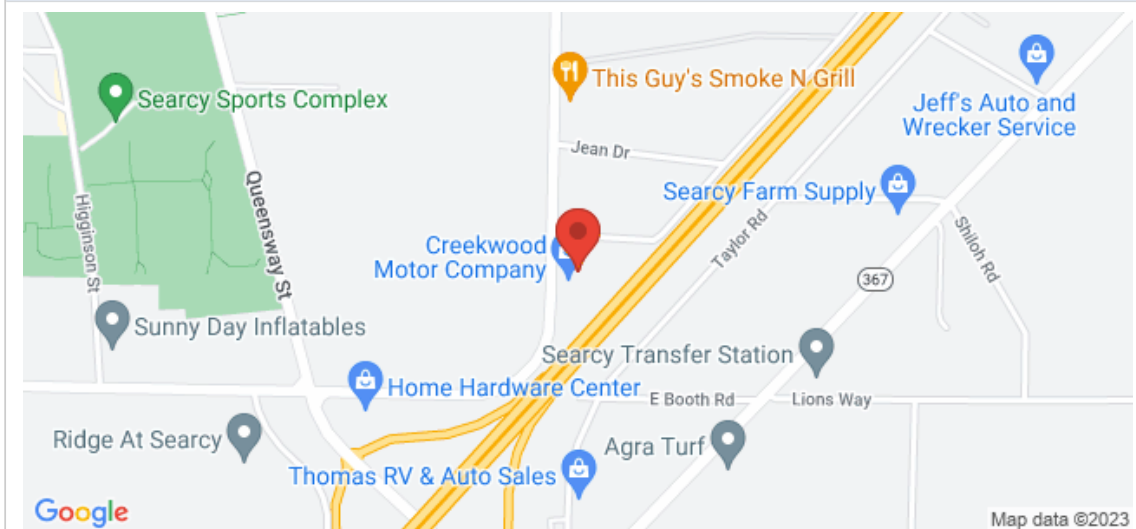 This Guy's Smoke N Grill
Searcy Sports Complex
Jeff's Auto and
Wrecker Service
Jean Dr
Searcy Farm Supply
Higginson St
Queensway St
Creekwood
Motor Company
Taylor Rd
Shiloh Rd
367
Sunny Day Inflatables
Searcy Transfer Station
Home Hardware Center
E Booth Rd
Lions Way
Ridge At Searcy
Agra Turf
Thomas RV & Auto Sales
Google
Map data ©2023